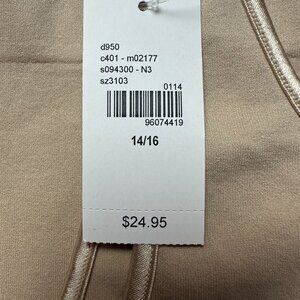 d950
c401 - m02177
s094300 - N3
sz3103
0114
96074419
14/16
$24.95